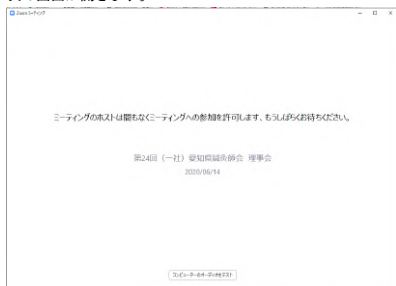 Zoom ミーティング
ミーティングのホストは間もなくミーティングへの参加を許可します、もうしばらくお待ちください。
第24回（一社）愛知県鍼灸師会 理事会
2020/06/14
コンピューターのオーディオをテスト